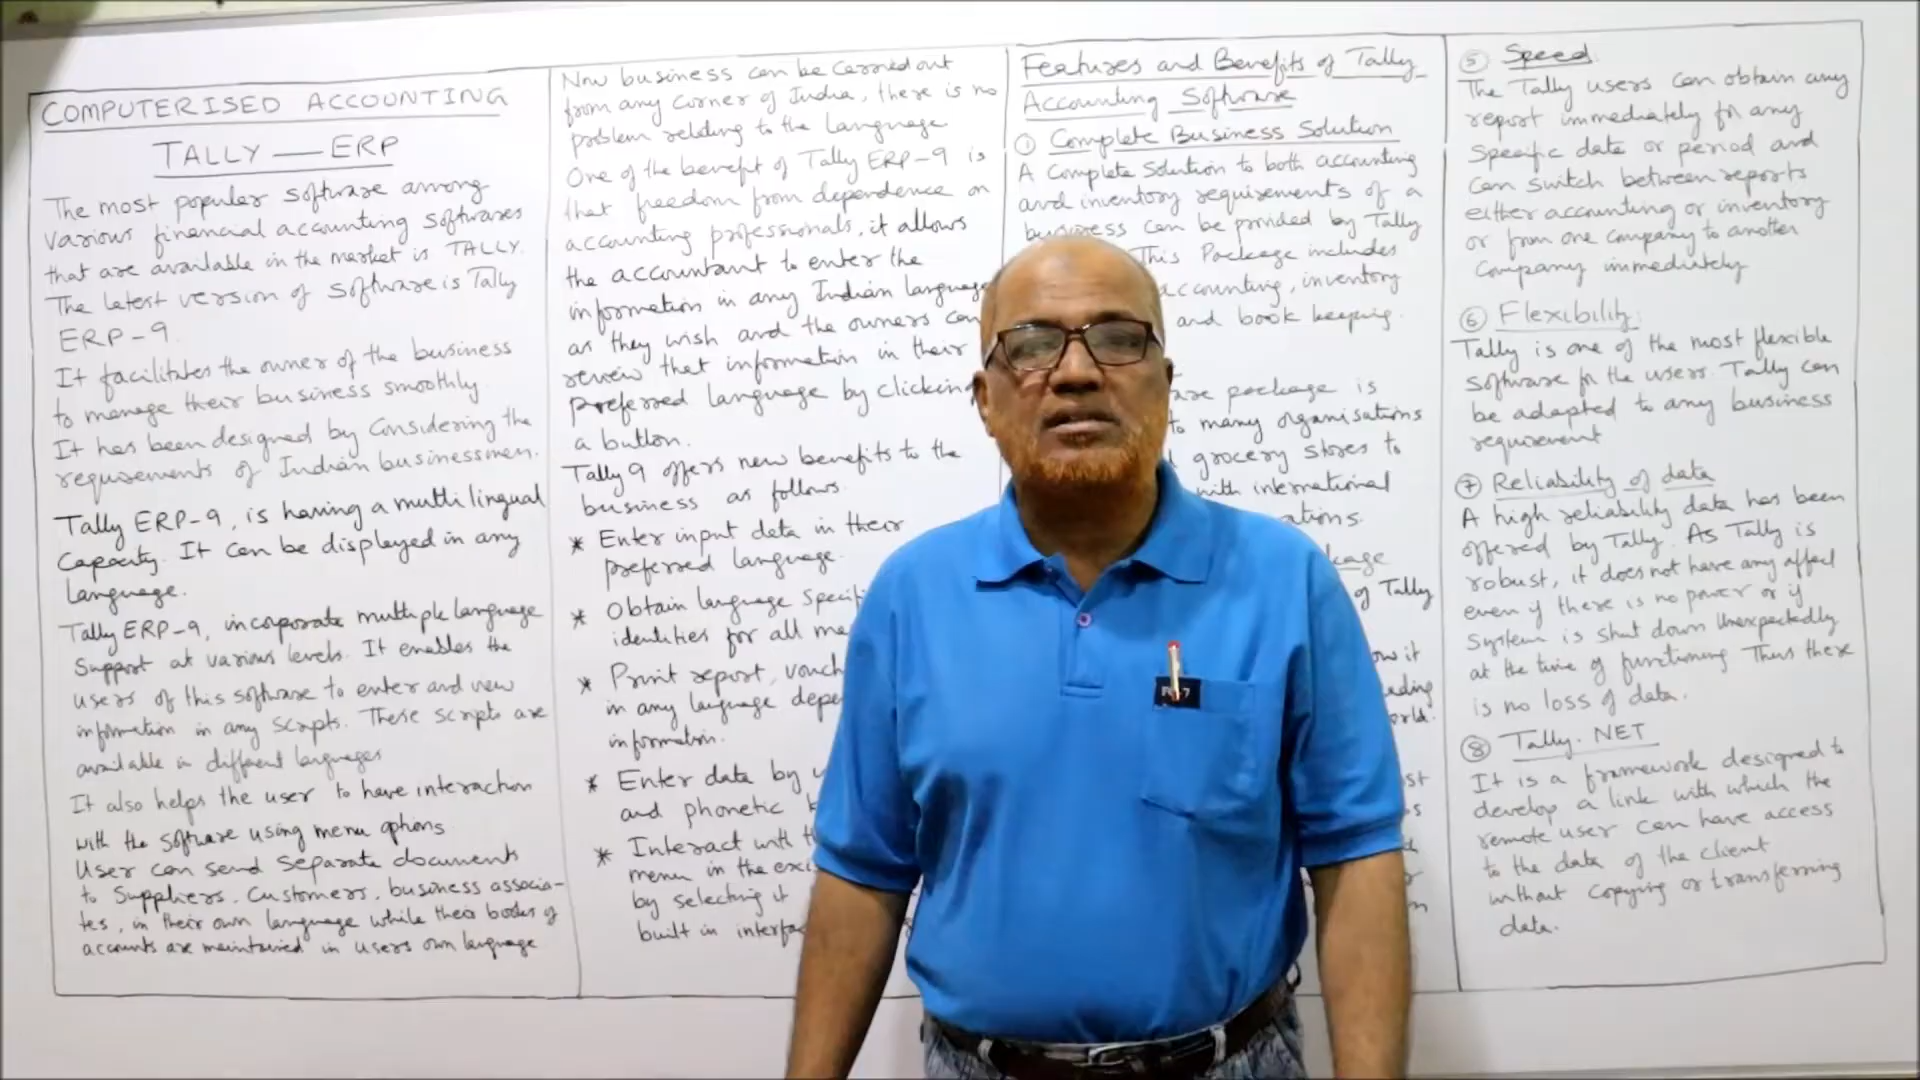 COMPUTERISED ACCOUNTING
TALLY — ERP
The most popular software among
various financial accounting softwares
that are available in the market is TALLY.
The latest version of software is Tally
ERP-9.
It facilitates the owner of the business
to manage their business smoothly
It has been designed by Considering the
requirements of Indian businessmen.
Tally ERP-9, is having a multi lingual
Capacity. It can be displayed in any
language.
Tally ERP-9, incorporate multiple language
Support at various levels. It enables the
users of this software to enter and view
information in any scripts. These scripts are
available in different languages
It also helps the user to have interaction
with the software using menu options
User can send separate documents
to Suppliers, Customers, business associa-
tes, in their own language while their books of
accounts are maintained in users own language
Now business can be carried out
from any corner of India, there is no
problem relating to the language
One of the benefit of Tally ERP-9 is
that freedom from dependence on
accounting professionals, it allows
the accountant to enter the
information in any Indian language
as they wish and the owners can
review that information in their
preferred language by clicking
a button.
Tally 9 offers new benefits to the
business as follows.
* Enter input data in their
preferred language.
* Obtain language specifi
identities for all
* Print report,
in any language
information.
* Enter data by
and phonetic
* Interact with
menu in the
by selecting it
built in
Features and Benefits of Tally
Accounting Software
① Complete Business Solution
A Complete Solution to both accounting
and inventory requirements of a
business can be provided by Tally
This Package includes
accounting, inventory
and book keeping.
package is
to many organisations
grocery stores to
with international
of Tally
it
⑤ Speed
The Tally users can obtain any
report immediately for any
specific date or period and
can switch between reports
either accounting or inventory
or from one company to another
company immediately
⑥ Flexibility
Tally is one of the most flexible
software for the users. Tally can
be adapted to any business
requirement
⑦ Reliability of data
A high reliability data has been
offered by Tally. As Tally is
robust, it does not have any affect
even if there is no power or if
System is shut down Unexpectedly
at the time of functioning Thus there
is no loss of data.
⑧ Tally. NET
It is a framework designed to
develop a link with which the
remote user can have access
to the data of the client
without copying or transferring
data.